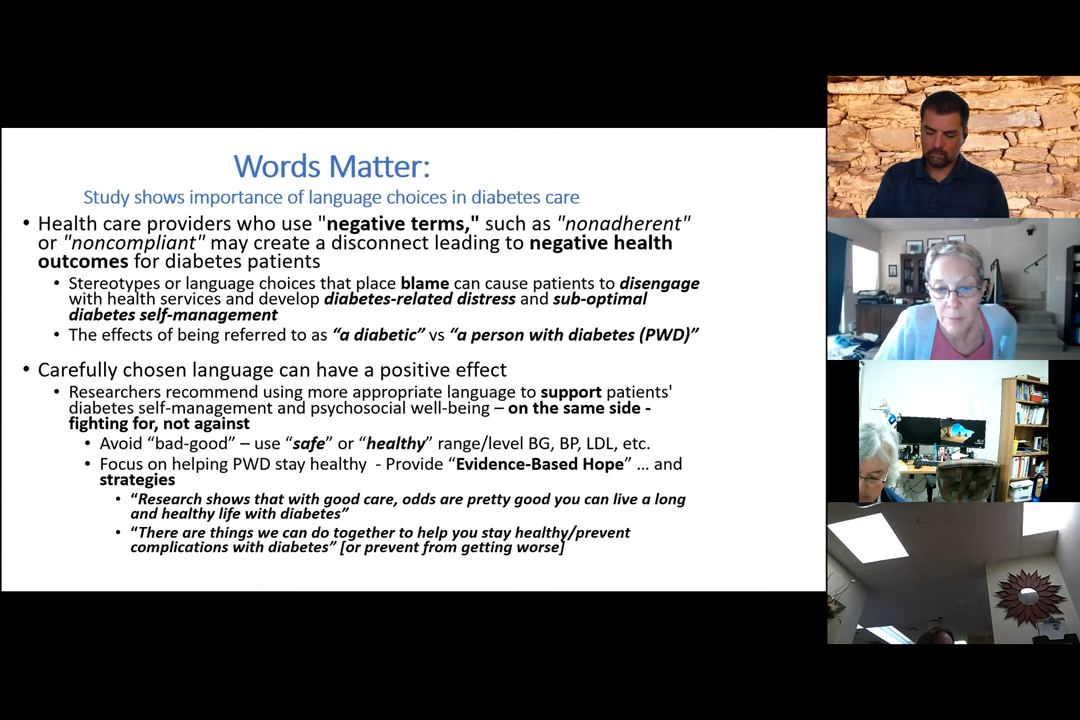 Words Matter:
Study shows importance of language choices in diabetes care
• Health care providers who use "negative terms," such as "nonadherent"
or "noncompliant" may create a disconnect leading to negative health
outcomes for diabetes patients
• Stereotypes or language choices that place blame can cause patients to disengage
with health services and develop diabetes-related distress and sub-optimal
diabetes self-management
• The effects of being referred to as “a diabetic” vs “a person with diabetes (PWD)”
• Carefully chosen language can have a positive effect
• Researchers recommend using more appropriate language to support patients'
diabetes self-management and psychosocial well-being – on the same side -
fighting for, not against
• Avoid “bad-good” – use “safe” or “healthy” range/level BG, BP, LDL, etc.
• Focus on helping PWD stay healthy - Provide “Evidence-Based Hope” ... and
strategies
• “Research shows that with good care, odds are pretty good you can live a long
and healthy life with diabetes”
• “There are things we can do together to help you stay healthy/prevent
complications with diabetes” [or prevent from getting worse]